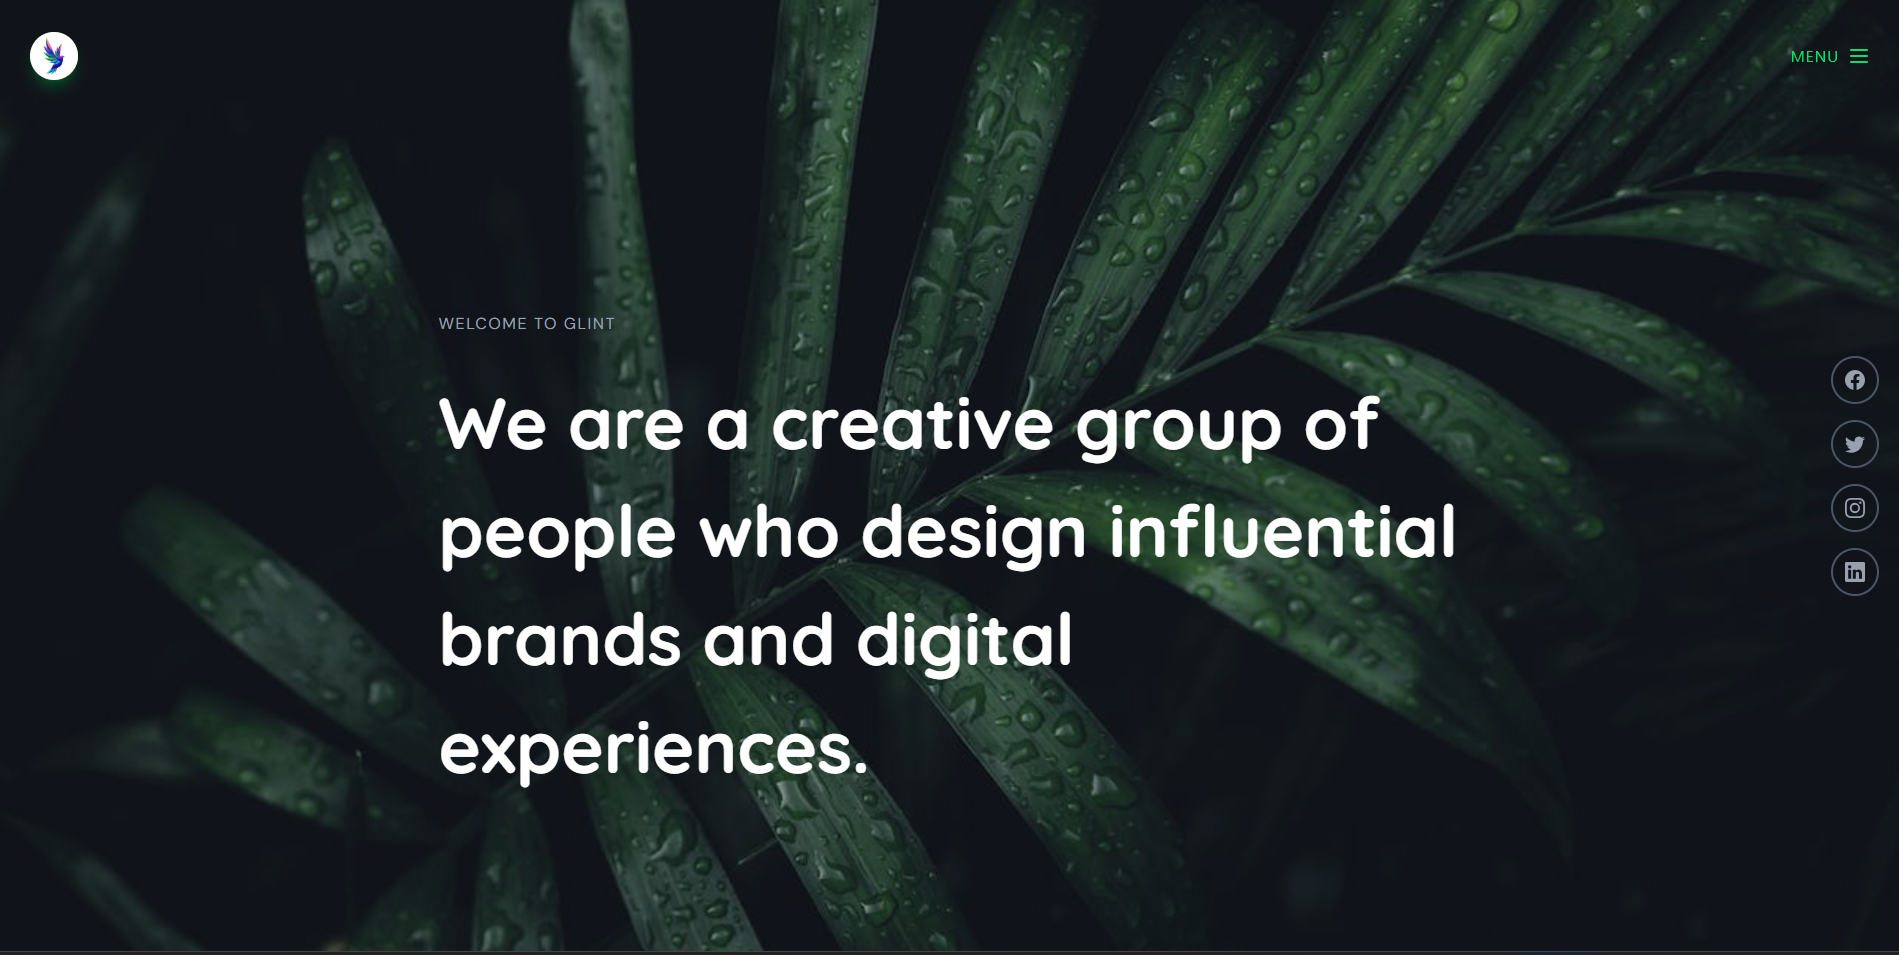 MENU
WELCOME TO GLINT
We are a creative group of
people who design influential
brands and digital
experiences.